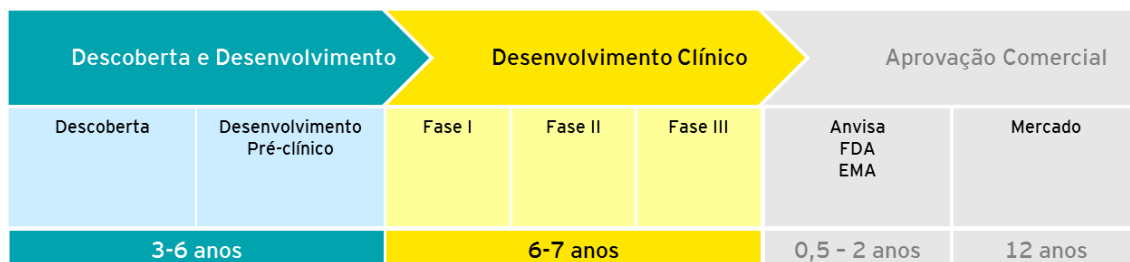 Descoberta e Desenvolvimento
Desenvolvimento Clínico
Aprovação Comercial
Descoberta
Desenvolvimento
Pré-clínico
Fase I
Fase II
Fase III
Anvisa
FDA
EMA
Mercado
3-6 anos
6-7 anos
0,5 – 2 anos
12 anos